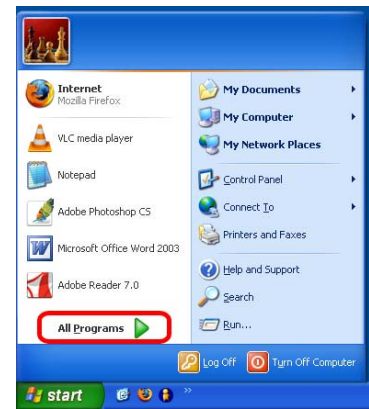 Internet
Mozilla Firefox
VLC media player
Notepad
Adobe Photoshop CS
Microsoft Office Word 2003
Adobe Reader 7.0
All Programs
My Documents
My Computer
My Network Places
Control Panel
Connect To
Printers and Faxes
Help and Support
Search
Run...
Log Off
Turn Off Computer
start